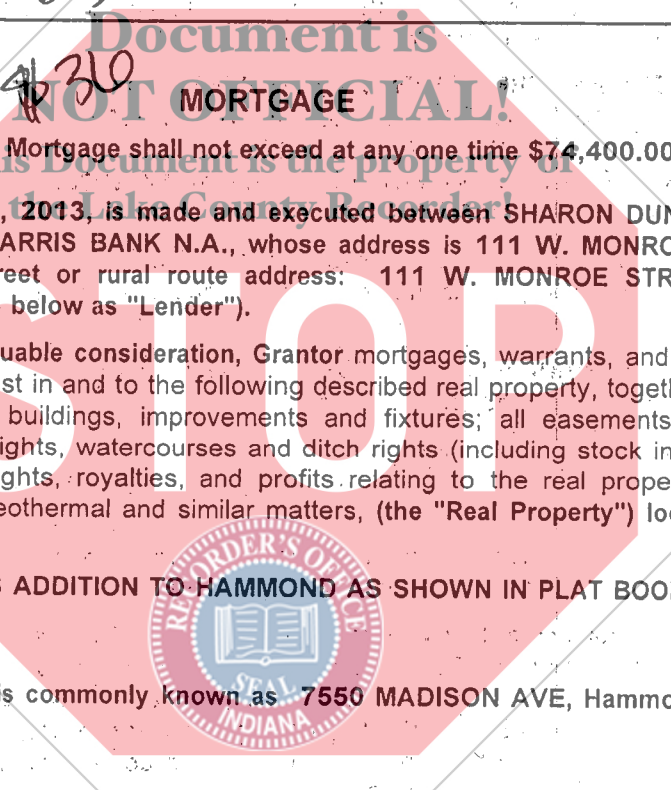 Document is
NOT OFFICIAL!
$36
MORTGAGE
is Document is the property of
Mortgage shall not exceed at any one time $74,400.00
the Lake County Recorder!
, 2013, is made and executed between SHARON DUN
ARRIS BANK N.A., whose address is 111 W. MONRO
reet or rural route address: 111 W. MONROE STR
below as "Lender").
STOP
uable consideration, Grantor mortgages, warrants, and
st in and to the following described real property, togeth
buildings, improvements and fixtures; all easements
ights, watercourses and ditch rights (including stock in
ghts, royalties, and profits relating to the real prope
eothermal and similar matters, (the "Real Property") loc
RECORDER'S OFFICE
S ADDITION TO HAMMOND AS SHOWN IN PLAT BOO
SEAL
INDIANA
is commonly known as 7550 MADISON AVE, Hammo